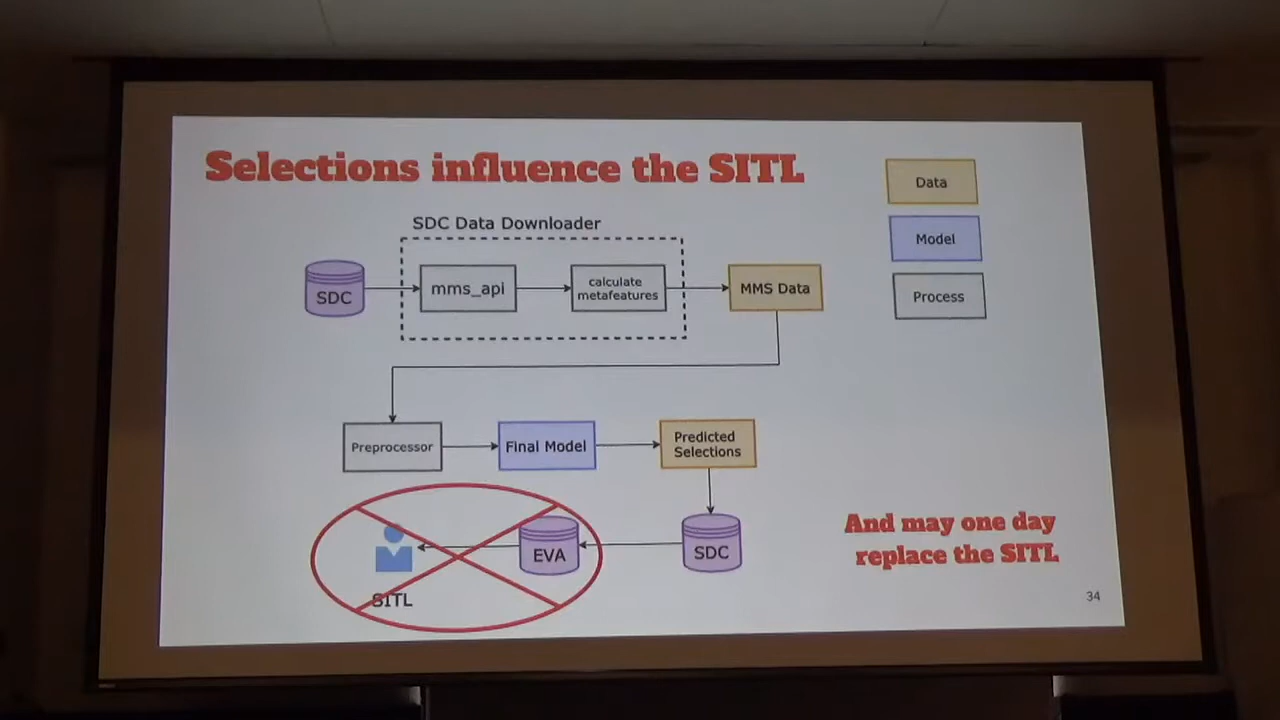 Selections influence the SITL
Data
Model
Process
SDC Data Downloader
SDC
mms_api
calculate
metafeatures
MMS Data
Preprocessor
Final Model
Predicted
Selections
SITL
EVA
SDC
And may one day
replace the SITL
34